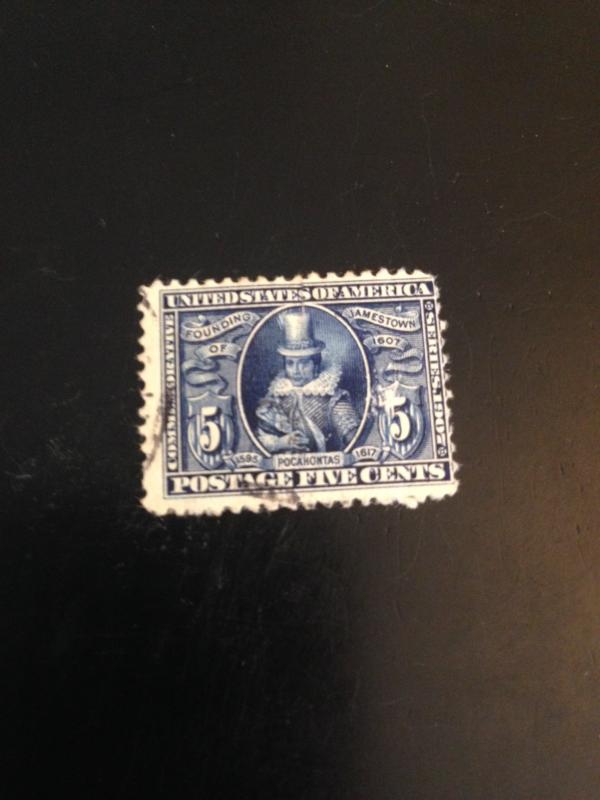 UNITED STATES OF AMERICA
COMMEMORATIVE
FOUNDING
OF
JAMESTOWN
1607
SERIES 1907
5
5
1595
POCAHONTAS
1617
POSTAGE FIVE CENTS